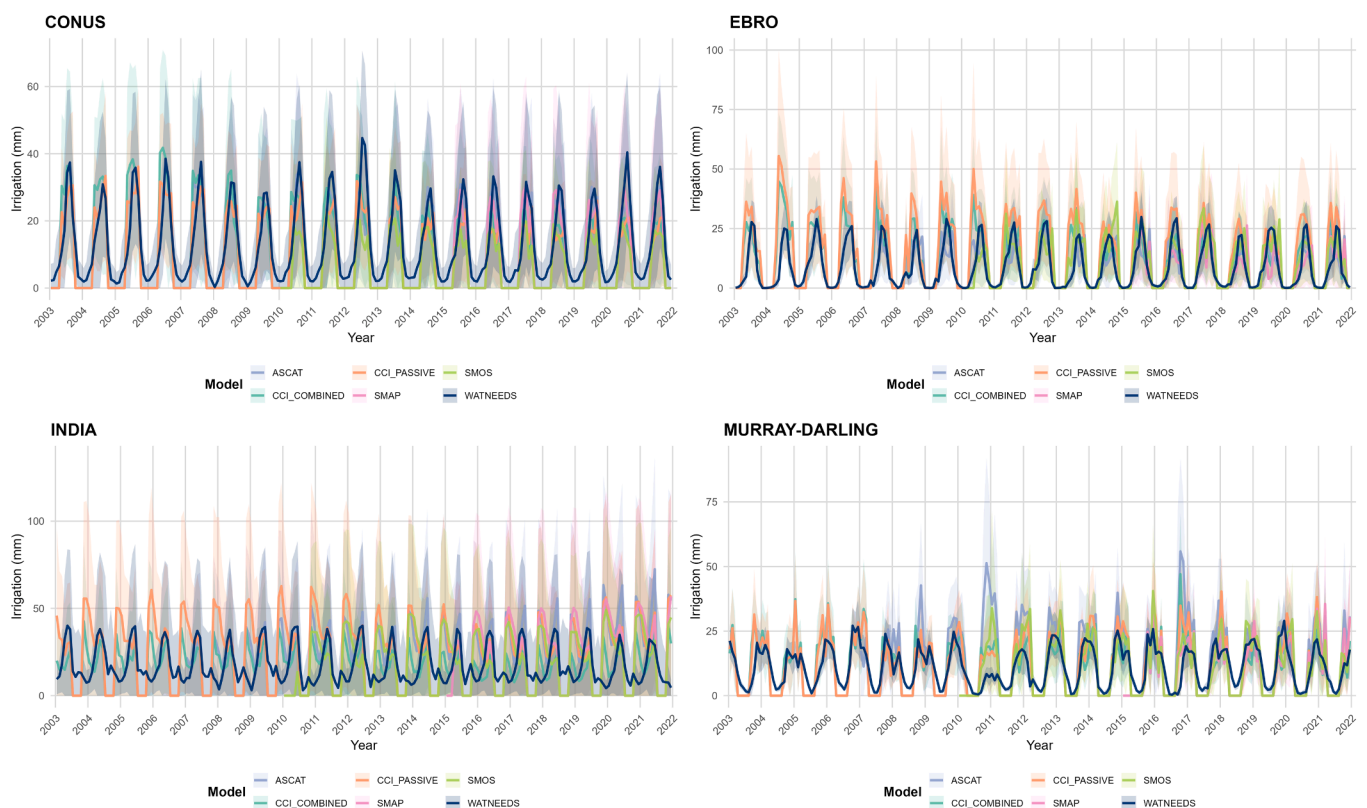 CONUS
Irrigation (mm)
60
40
20
0
2003 2004 2005 2006 2007 2008 2009 2010 2011 2012 2013 2014 2015 2016 2017 2018 2019 2020 2021 2022
Year
Model
ASCAT CCI_PASSIVE SMOS
CCI_COMBINED SMAP WATNEEDS
EBRO
Irrigation (mm)
100
75
50
25
0
2003 2004 2005 2006 2007 2008 2009 2010 2011 2012 2013 2014 2015 2016 2017 2018 2019 2020 2021 2022
Year
Model
ASCAT CCI_PASSIVE SMOS
CCI_COMBINED SMAP WATNEEDS
INDIA
Irrigation (mm)
100
50
0
2003 2004 2005 2006 2007 2008 2009 2010 2011 2012 2013 2014 2015 2016 2017 2018 2019 2020 2021 2022
Year
Model
ASCAT CCI_PASSIVE SMOS
CCI_COMBINED SMAP WATNEEDS
MURRAY-DARLING
Irrigation (mm)
75
50
25
0
2003 2004 2005 2006 2007 2008 2009 2010 2011 2012 2013 2014 2015 2016 2017 2018 2019 2020 2021 2022
Year
Model
ASCAT CCI_PASSIVE SMOS
CCI_COMBINED SMAP WATNEEDS